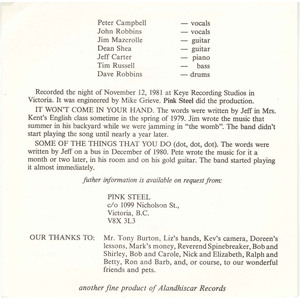 Peter Campbell — vocals
John Robbins — vocals
Jim Mazerolle — guitar
Dean Shea — guitar
Jeff Carter — piano
Tim Russell — bass
Dave Robbins — drums
Recorded the night of November 12, 1981 at Keye Recording Studios in
Victoria. It was engineered by Mike Grieve. Pink Steel did the production.
IT WON'T COME IN YOUR HAND. The words were written by Jeff in Mrs.
Kent's English class sometime in the spring of 1979. Jim wrote the music that
summer in his backyard while we were jamming in "the womb". The band didn't
start playing the song until nearly a year later.
SOME OF THE THINGS THAT YOU DO (dot, dot, dot). The words were
written by Jeff on a bus in December of 1980. Pete wrote the music for it a
month or two later, in his room and on his gold guitar. The band started playing
it almost immediately.
futher information is available on request from:
PINK STEEL
c/o 1099 Nicholson St.,
Victoria, B.C.
V8X 3L3
OUR THANKS TO: Mr. Tony Burton, Liz's hands, Kev's camera, Doreen's
lessons, Mark's money, Reverend Spinebreaker, Bob and
Shirley, Bob and Carole, Nick and Elizabeth, Ralph and
Betty, Ron and Barb, and, or course, to our wonderful
friends and pets.
another fine product of Alandhiscar Records